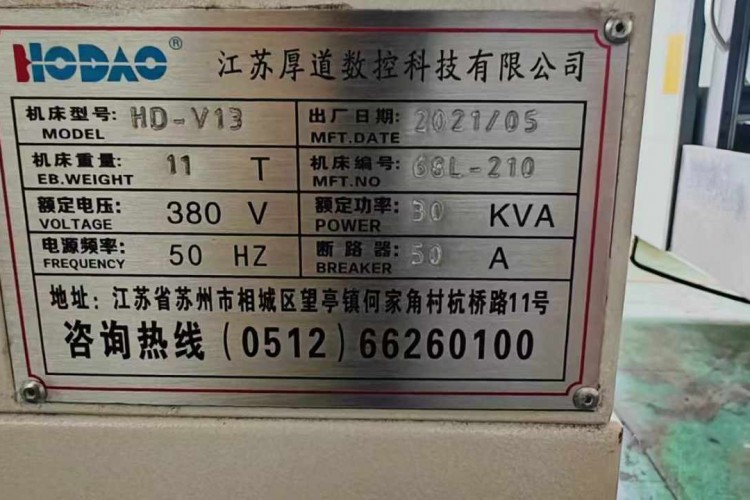 HODAO® 江苏厚道数控科技有限公司
机床型号: HD-V13 出厂日期: 2021/05
MODEL MFT.DATE
机床重量: 11 T 机床编号: 68L-210
EB.WEIGHT MFT.NO
额定电压: 380 V 额定功率: 30 KVA
VOLTAGE POWER
电源频率: 50 HZ 断路器: 50 A
FREQUENCY BREAKER
地址: 江苏省苏州市相城区望亭镇何家角村杭桥路11号
咨询热线(0512)66260100